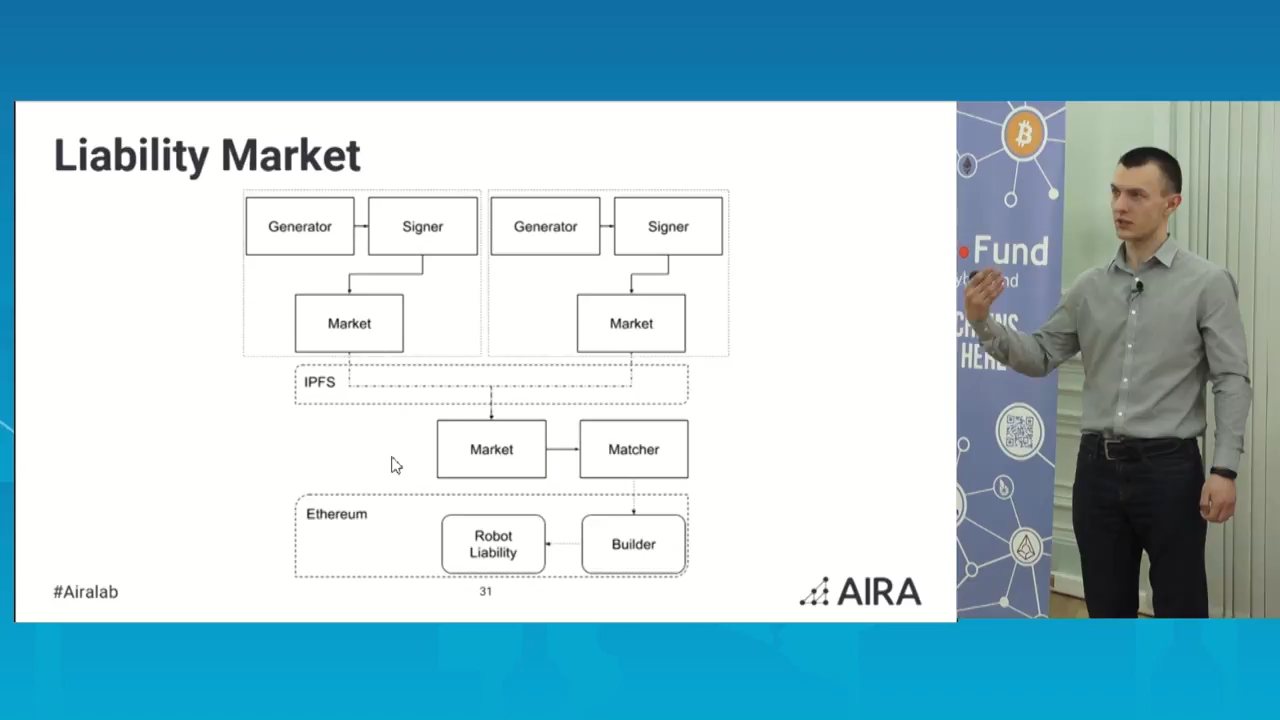 Liability Market
Generator
Signer
Generator
Signer
Market
Market
IPFS
Market
Matcher
Ethereum
Robot
Liability
Builder
#Airalab
31
AIRA
Fund
HERE